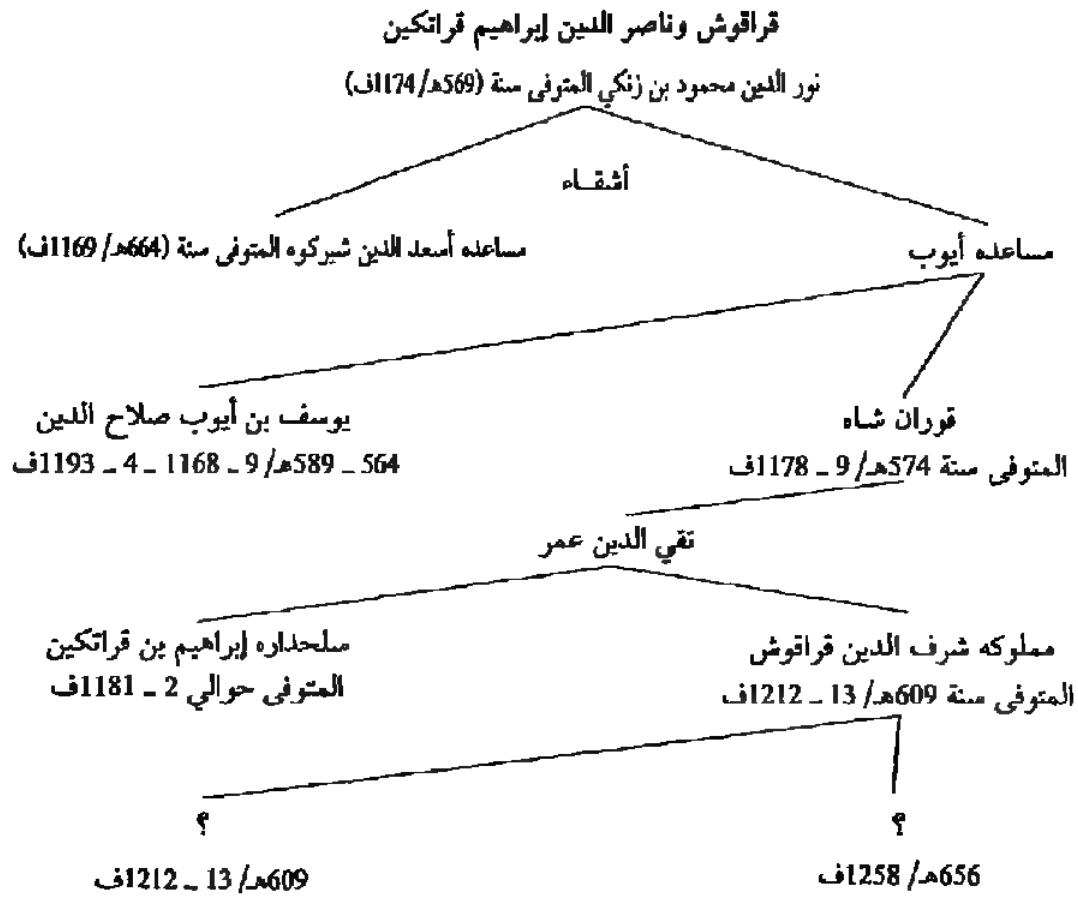 قراقوش وناصر الدين إبراهيم قراتكين
نور الدين محمود بن زنكي المتوفى سنة (569هـ/1174ف)
أشقاء
مساعده أيوب
مساعده أسعد الدين شيركوه المتوفى سنة (664هـ/1169ف)
قوران شاه
المتوفى سنة 574هـ/ 9 _ 1178ف
يوسف بن أيوب صلاح الدين
564 _ 589هـ/ 9 _ 1168 _ 4 _ 1193ف
تقي الدين عمر
مملوكه شرف الدين قراقوش
المتوفى سنة 609هـ/ 13 _ 1212ف
سلحداره إبراهيم بن قراتكين
المتوفى حوالي 2 _ 1181ف
؟
656هـ/ 1258ف
؟
609هـ/ 13 _ 1212ف